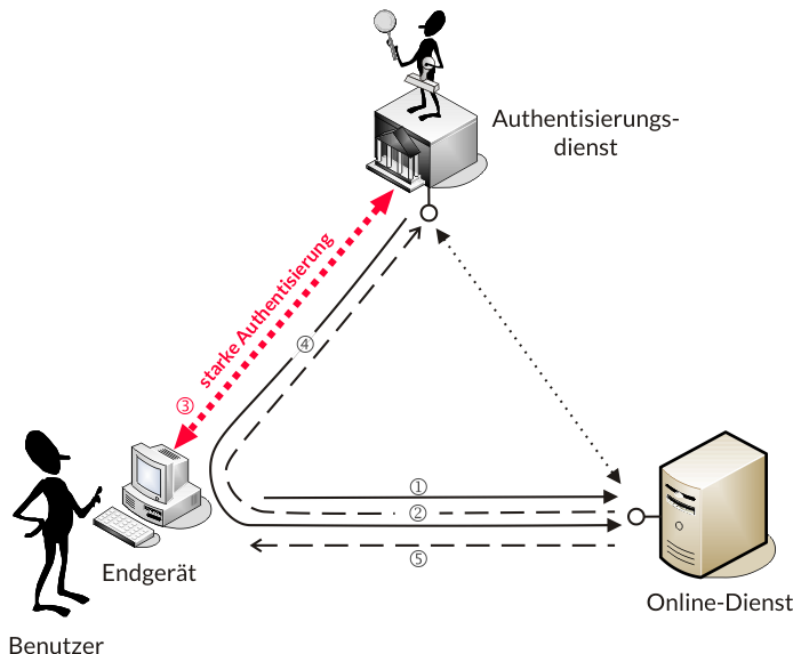 Authentisierungs-
dienst
starke Authentisierung
④
③
①
②
⑤
Endgerät
Online-Dienst
Benutzer